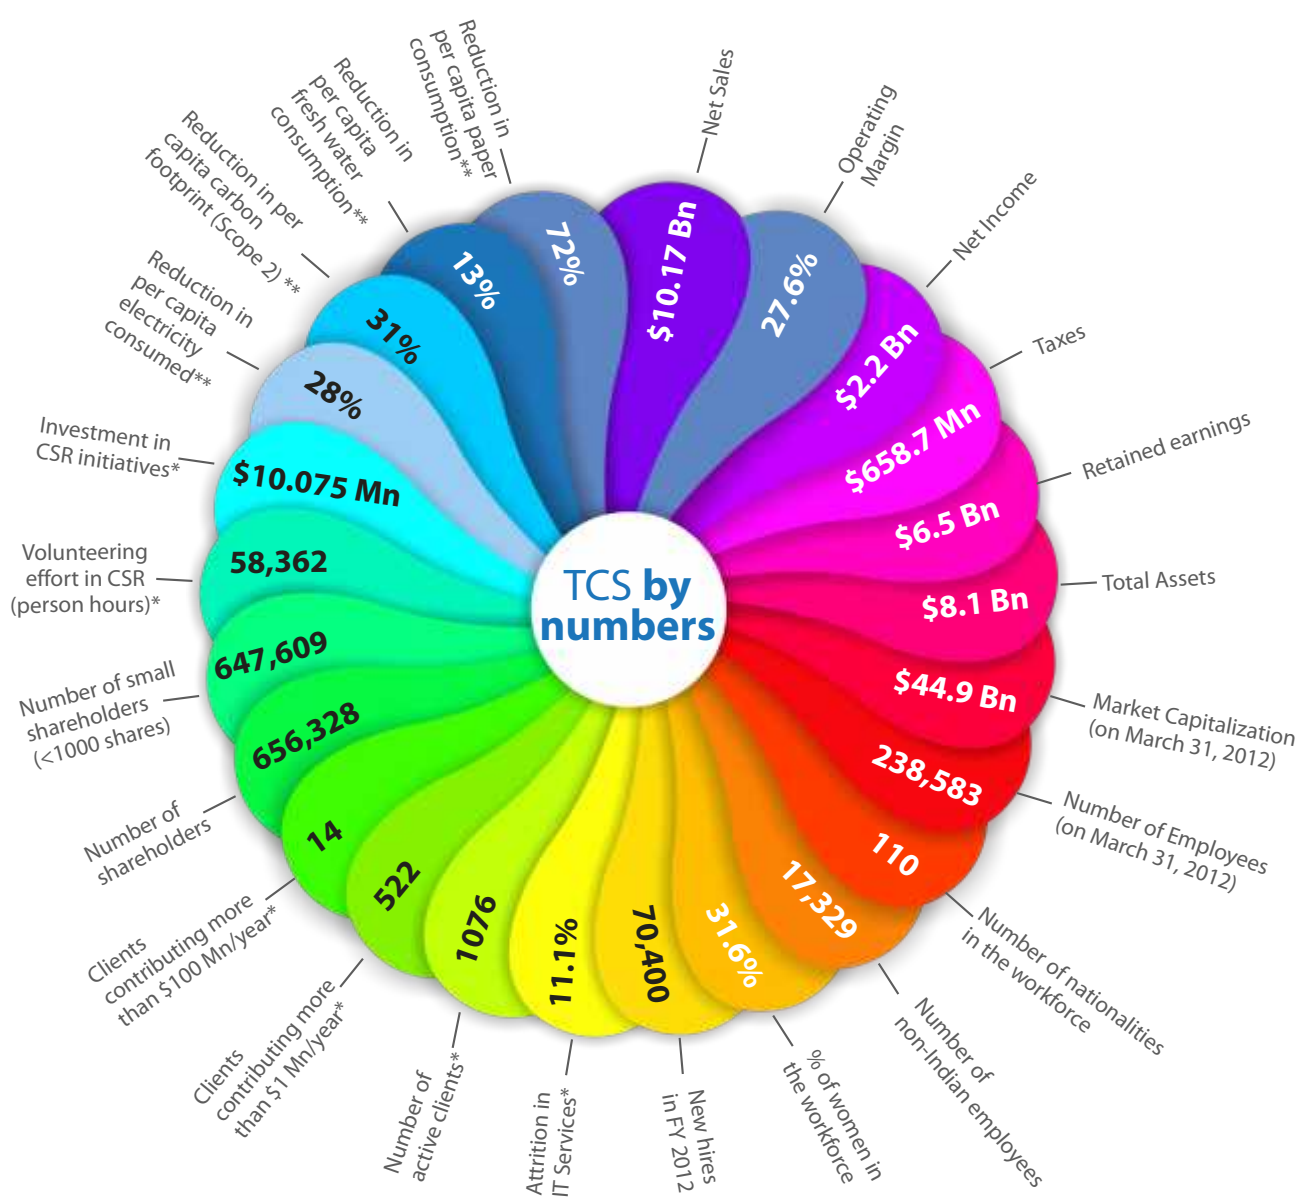 TCS by
numbers
Net Sales
$10.17 Bn
Operating
Margin
27.6%
Net Income
$2.2 Bn
Taxes
$658.7 Mn
Retained earnings
$6.5 Bn
Total Assets
$8.1 Bn
Market Capitalization
(on March 31, 2012)
$44.9 Bn
Number of Employees
(on March 31, 2012)
238,583
Number of nationalities
in the workforce
110
Number of
non-Indian employees
17,329
% of women in
the workforce
31.6%
New hires
in FY 2012
70,400
Attrition in
IT Services*
11.1%
Number of
active clients*
1076
Clients
contributing more
than $1 Mn/year*
522
Clients
contributing more
than $100 Mn/year*
14
Number of
shareholders
656,328
Number of small
shareholders
(<1000 shares)
647,609
Volunteering
effort in CSR
(person hours)*
58,362
Investment in
CSR initiatives*
$10.075 Mn
Reduction in
per capita
electricity
consumed**
28%
Reduction in per
capita carbon
footprint (Scope 2) **
31%
Reduction in
per capita
fresh water
consumption**
13%
Reduction in
per capita paper
consumption**
72%